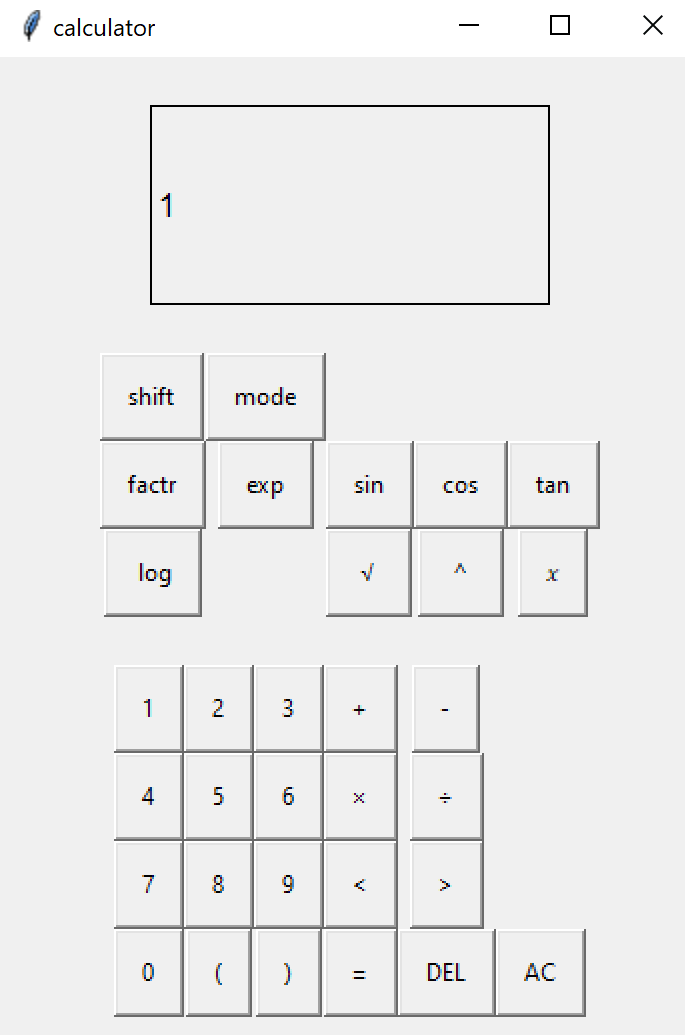 calculator
1
shift mode
factr exp sin cos tan
log √ ^ x
1 2 3 + -
4 5 6 × ÷
7 8 9 < >
0 ( ) = DEL AC